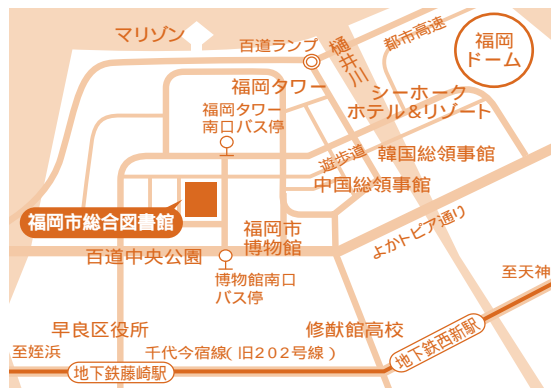 マリゾン
百道ランプ
樋井川
都市高速
福岡
ドーム
福岡タワー
シーホーク
ホテル&リゾート
福岡タワー
南口バス停
遊歩道
韓国総領事館
中国総領事館
福岡市総合図書館
福岡市
博物館
よかトピア通り
百道中央公園
博物館南口
バス停
至天神
早良区役所
修猷館高校
至姪浜
千代今宿線(旧202号線)
地下鉄西新駅
地下鉄藤崎駅